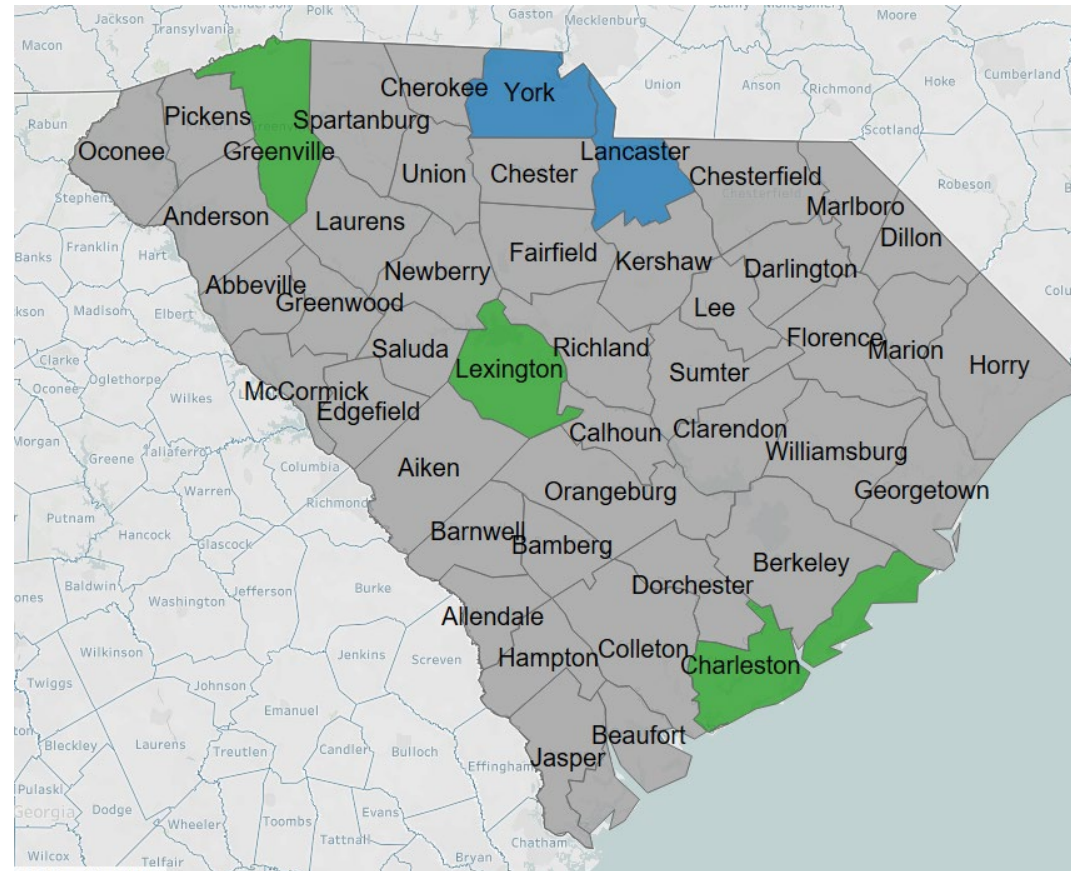 Jackson
Transylvania
Polk
Gaston
Mecklenburg
Moore
Macon
Union
Anson
Richmond
Hoke
Cumberland
Cherokee
York
Rabun
Pickens
Spartanburg
Scotland
Oconee
Greenville
Lancaster
Union
Chester
Chesterfield
Chesterfield
Robeson
Stephens
Anderson
Laurens
Marlboro
Dillon
Franklin
Hart
Banks
Fairfield
Kershaw
Newberry
Darlington
Abbeville
Greenwood
Madison
Elbert
Lee
Florence
Marion
Saluda
Richland
Lexington
Sumter
Horry
Clarke
Oconee
Oglethorpe
Wilkes
McCormick
Edgefield
Calhoun
Clarendon
Morgan
Greene
Taliaferro
Williamsburg
Columbia
Aiken
Warren
Richmond
Orangeburg
Georgetown
Putnam
Hancock
Glascock
Barnwell
Bamberg
Berkeley
Baldwin
Jefferson
Burke
Dorchester
Washington
Allendale
Wilkinson
Jenkins
Screven
Hampton
Colleton
Charleston
Twiggs
Johnson
Emanuel
Beaufort
Bleckley
Laurens
Treutlen
Candler
Bulloch
Effingham
Jasper
Pulaski
Georgia
Dodge
Wheeler
Toombs
Evans
Tattnall
Chatham
Wilcox
Telfair
Bryan